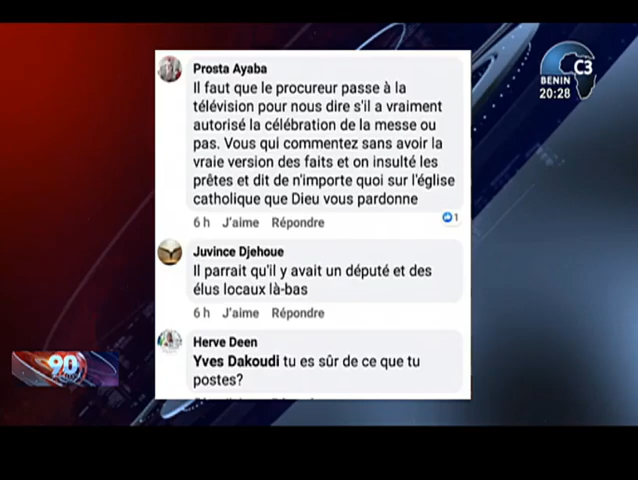 Prosta Ayaba
Il faut que le procureur passe à la
télévision pour nous dire s'il a vraiment
autorisé la célébration de la messe ou
pas. Vous qui commentez sans avoir la
vraie version des faits et on insulté les
prêtes et dit de n'importe quoi sur l'église
catholique que Dieu vous pardonne
6 h J'aime Répondre 1
Juvince Djehoue
Il parrait qu'il y avait un député et des
élus locaux là-bas
6 h J'aime Répondre
Herve Deen
Yves Dakoudi tu es sûr de ce que tu
postes?
C3
BENIN
20:28
90